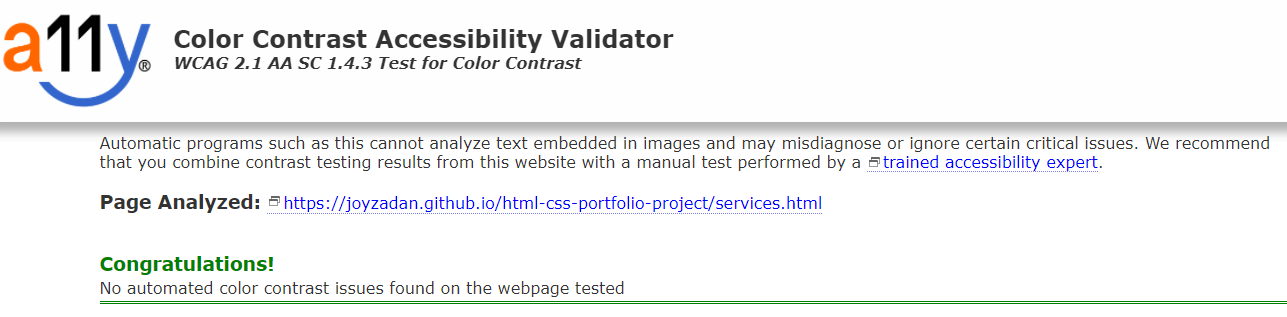 a11y®
Color Contrast Accessibility Validator
WCAG 2.1 AA SC 1.4.3 Test for Color Contrast
Automatic programs such as this cannot analyze text embedded in images and may misdiagnose or ignore certain critical issues. We recommend
that you combine contrast testing results from this website with a manual test performed by a trained accessibility expert.
Page Analyzed: https://joyzadan.github.io/html-css-portfolio-project/services.html
Congratulations!
No automated color contrast issues found on the webpage tested